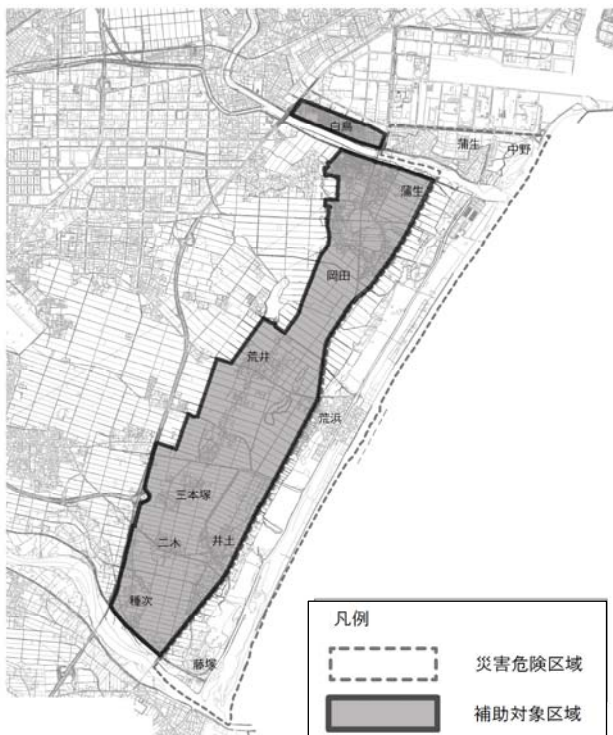 白鳥
蒲生
中野
蒲生
岡田
荒井
荒浜
三本塚
二木
井土
種次
藤塚
凡例
災害危険区域
補助対象区域